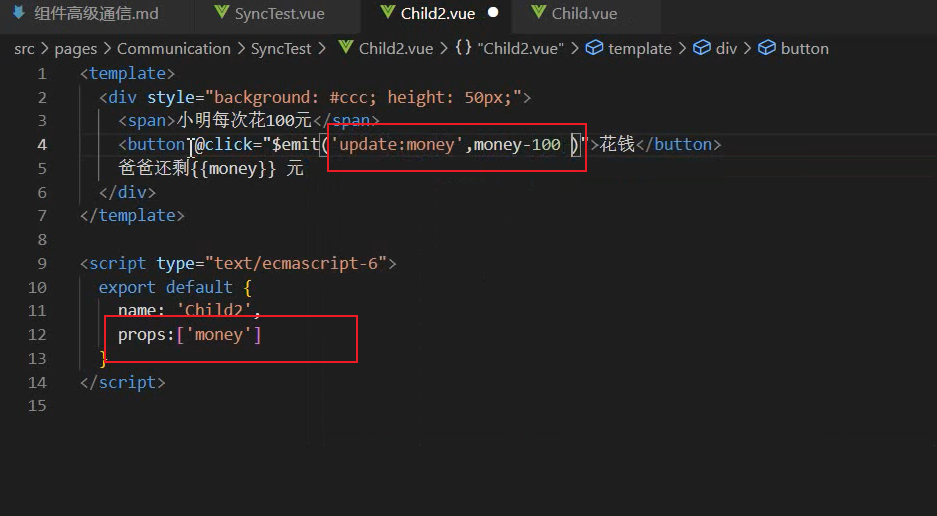 组件高级通信.md SyncTest.vue Child2.vue Child.vue
src > pages > Communication > SyncTest > Child2.vue > {} "Child2.vue" > template > div > button
1 <template>
2 <div style="background: #ccc; height: 50px;">
3 <span>小明每次花100元</span>
4 <button @click="$emit('update:money',money-100 )">花钱</button>
5 爸爸还剩{{money}} 元
6 </div>
7 </template>
8
9 <script type="text/ecmascript-6">
10 export default {
11 name: 'Child2',
12 props:['money']
13 }
14 </script>
15